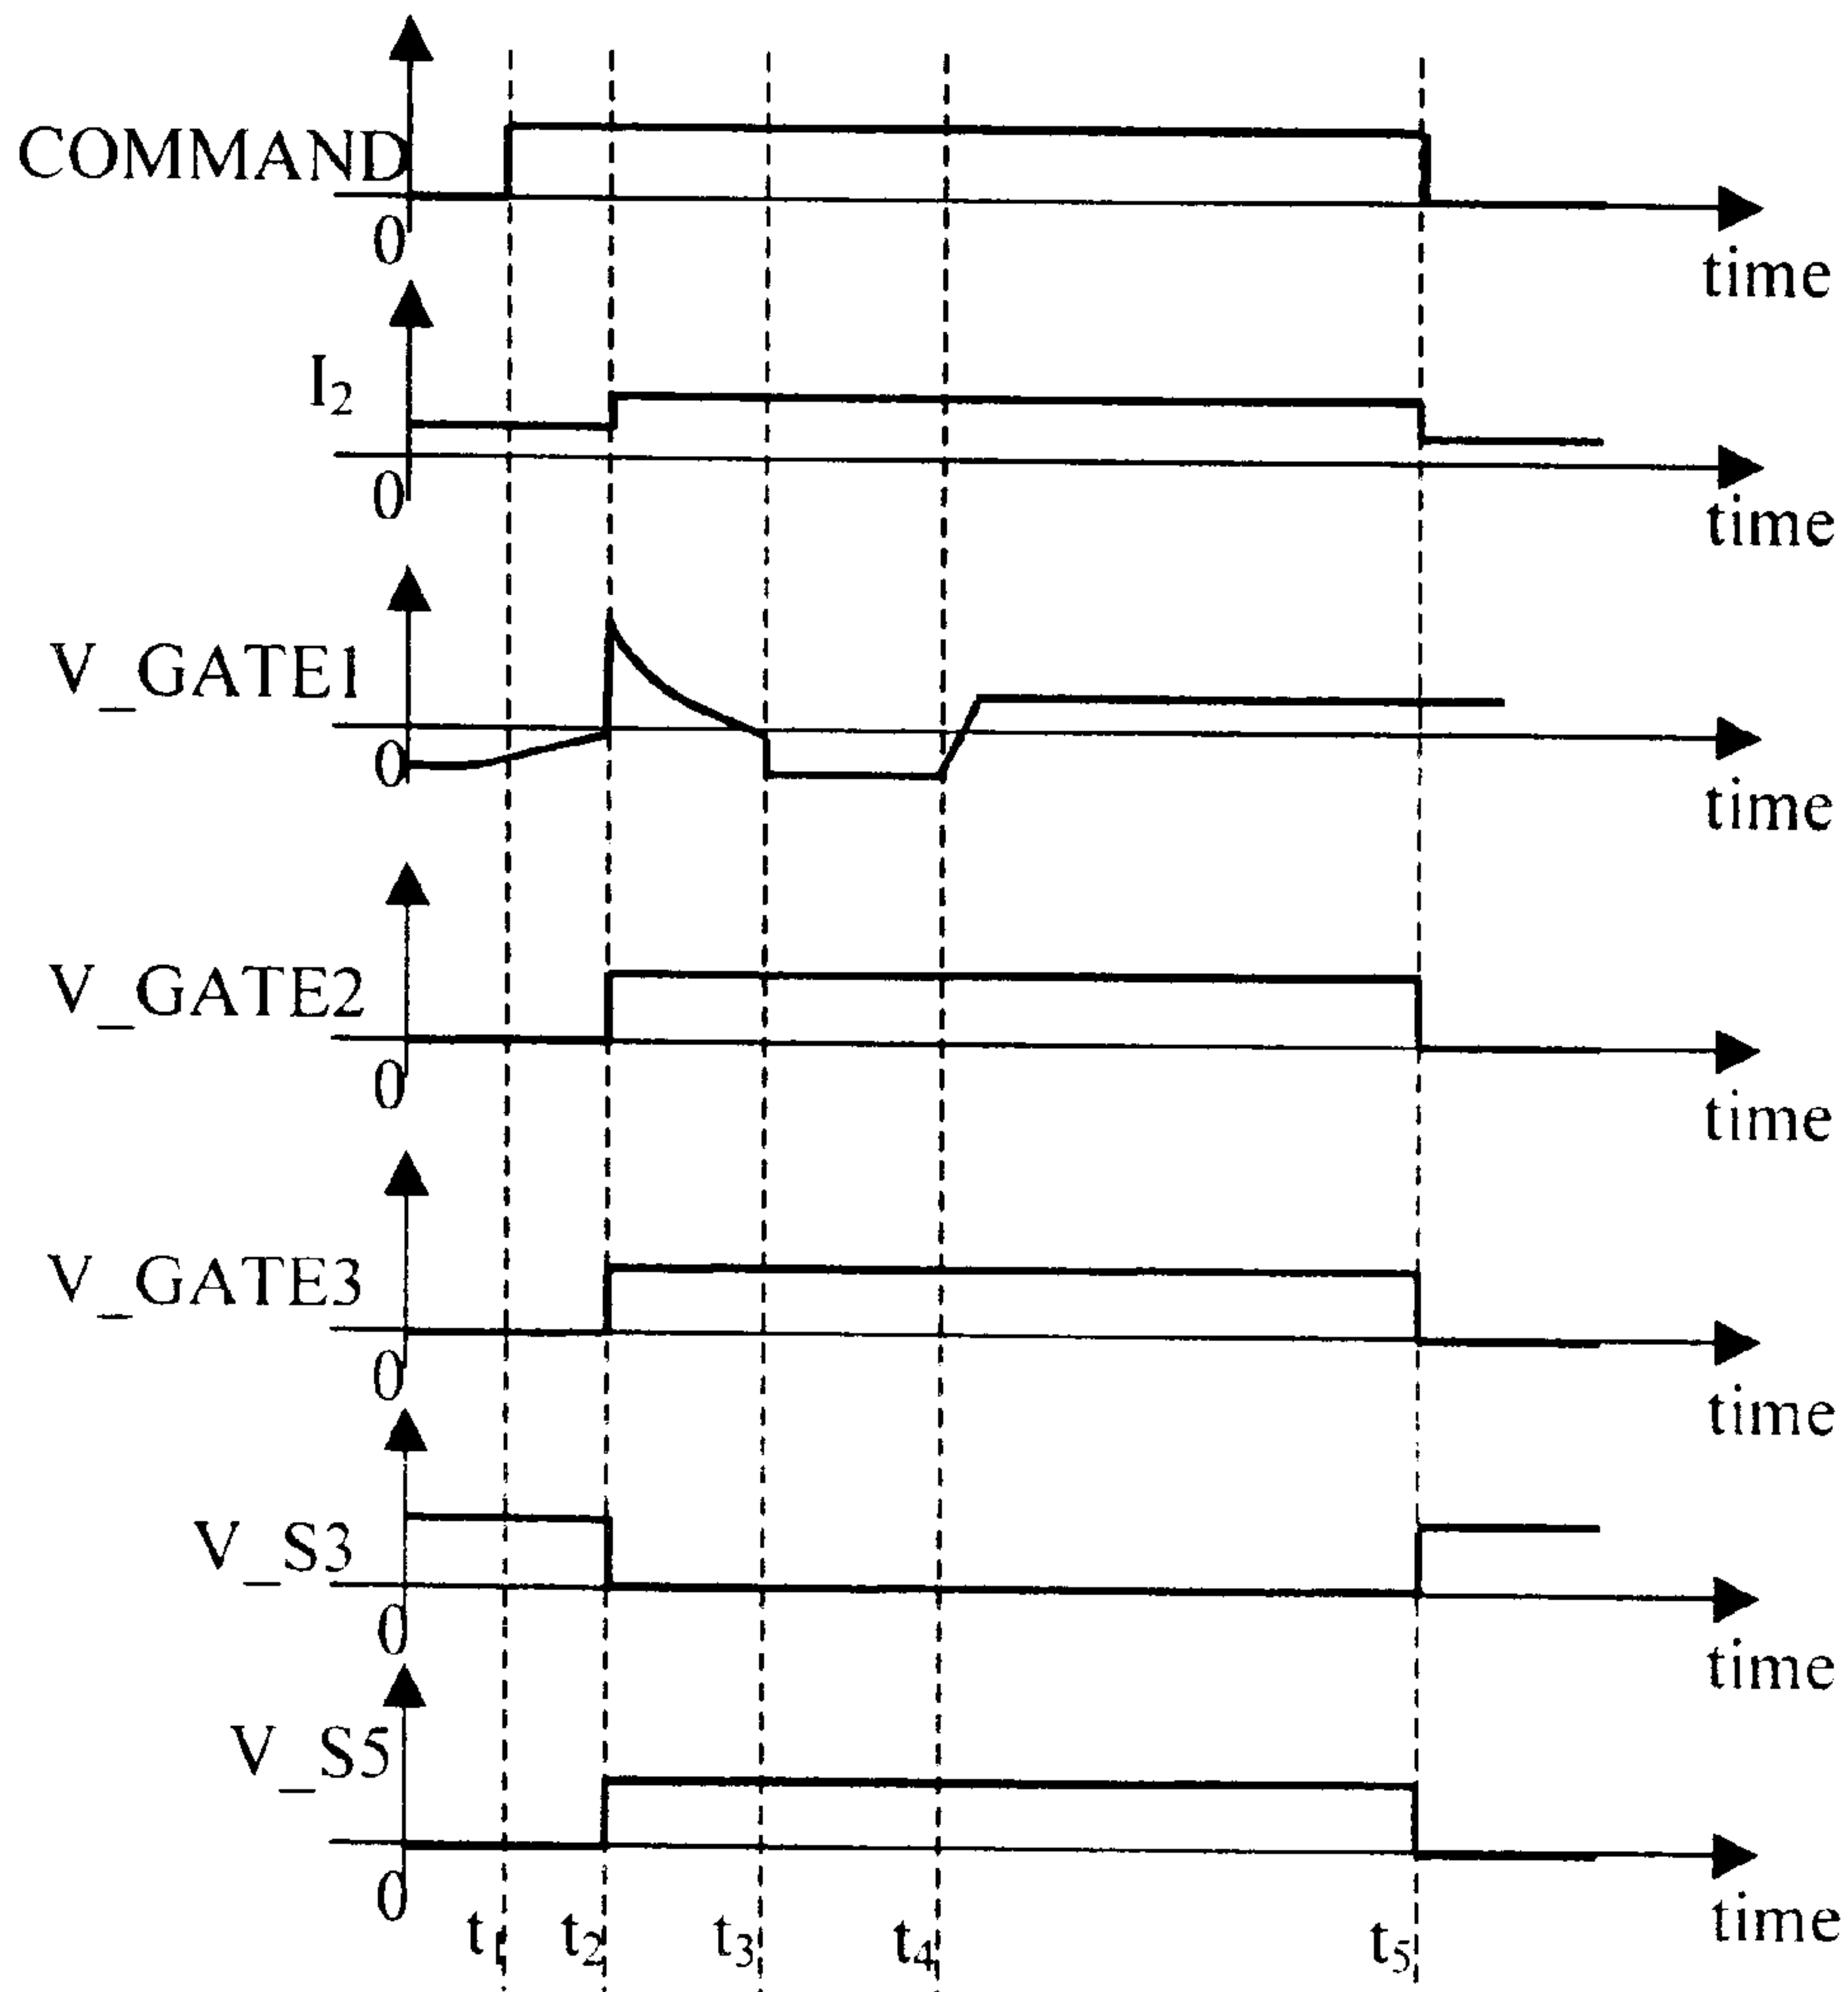 COMMAND
0
time
I₂
0
time
V_GATE1
0
time
V_GATE2
0
time
V_GATE3
0
time
V_S3
0
time
V_S5
0
time
t₁ t₂ t₃ t₄ t₅